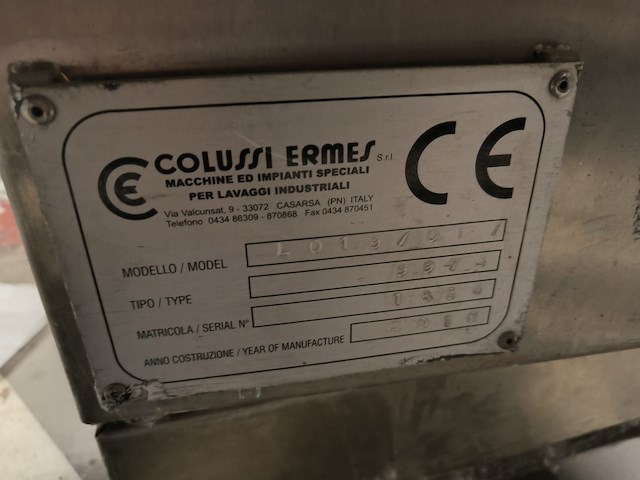 CE COLUSSI ERMES S.r.l.
MACCHINE ED IMPIANTI SPECIALI
PER LAVAGGI INDUSTRIALI
Via Valcunsat, 9 - 33072 CASARSA (PN) ITALY
Telefono 0434 86309 - 870868 Fax 0434 870451
CE
MODELLO / MODEL
TIPO / TYPE
MATRICOLA / SERIAL N°
ANNO COSTRUZIONE / YEAR OF MANUFACTURE